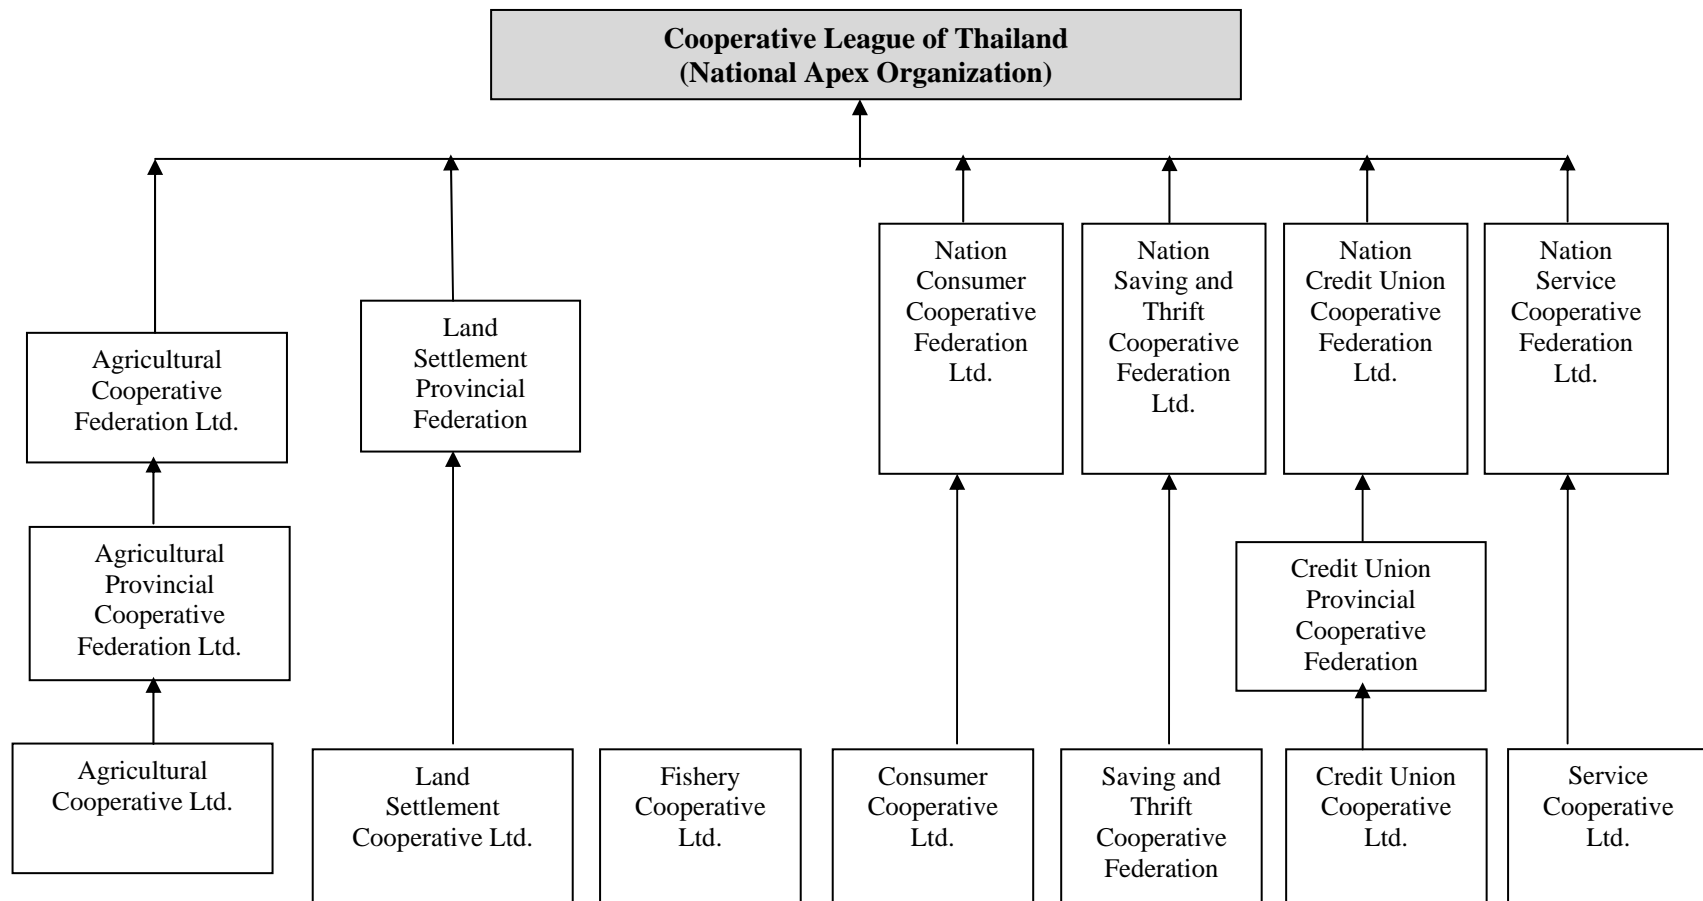 Cooperative League of Thailand
(National Apex Organization)
Nation
Consumer
Cooperative
Federation
Ltd.
Nation
Saving and
Thrift
Cooperative
Federation
Ltd.
Nation
Credit Union
Cooperative
Federation
Ltd.
Nation
Service
Cooperative
Federation
Ltd.
Land
Settlement
Provincial
Federation
Agricultural
Cooperative
Federation Ltd.
Agricultural
Provincial
Cooperative
Federation Ltd.
Credit Union
Provincial
Cooperative
Federation
Agricultural
Cooperative Ltd.
Land
Settlement
Cooperative Ltd.
Fishery
Cooperative
Ltd.
Consumer
Cooperative
Ltd.
Saving and
Thrift
Cooperative
Federation
Credit Union
Cooperative
Ltd.
Service
Cooperative
Ltd.